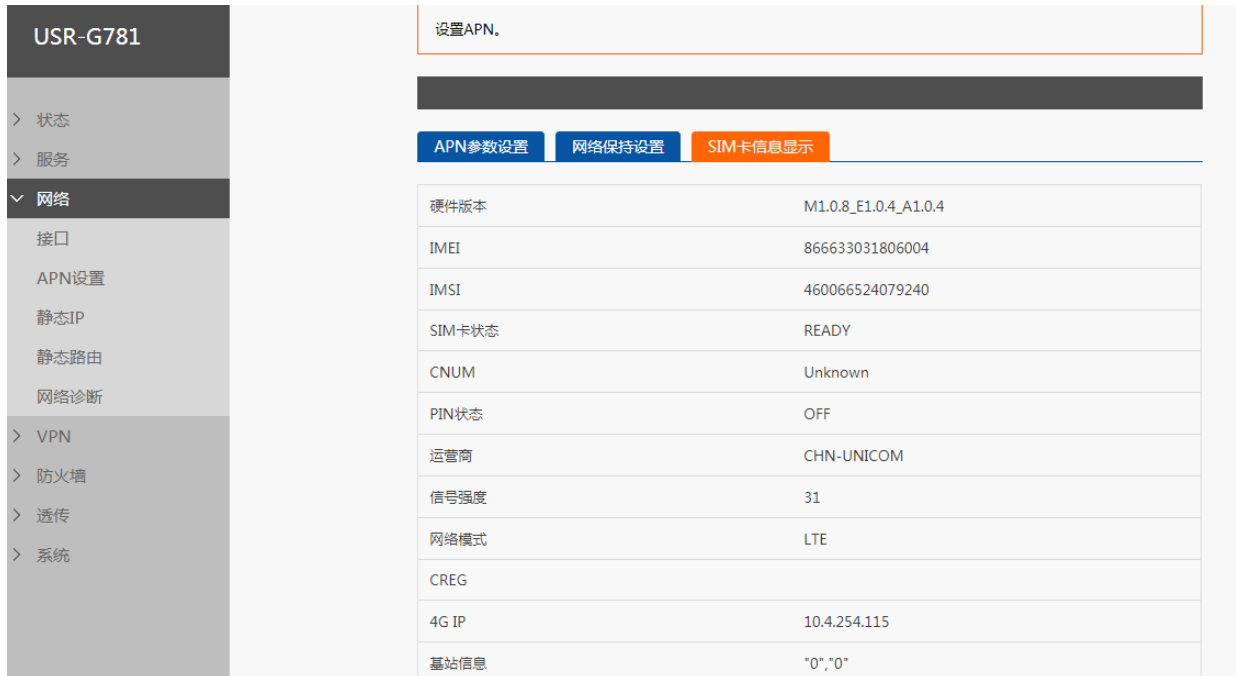 USR-G781
状态
服务
网络
接口
APN设置
静态IP
静态路由
网络诊断
VPN
防火墙
透传
系统
设置APN。
APN参数设置 网络保持设置 SIM卡信息显示
硬件版本 M1.0.8_E1.0.4_A1.0.4
IMEI 866633031806004
IMSI 460066524079240
SIM卡状态 READY
CNUM Unknown
PIN状态 OFF
运营商 CHN-UNICOM
信号强度 31
网络模式 LTE
CREG
4G IP 10.4.254.115
基站信息 "0","0"